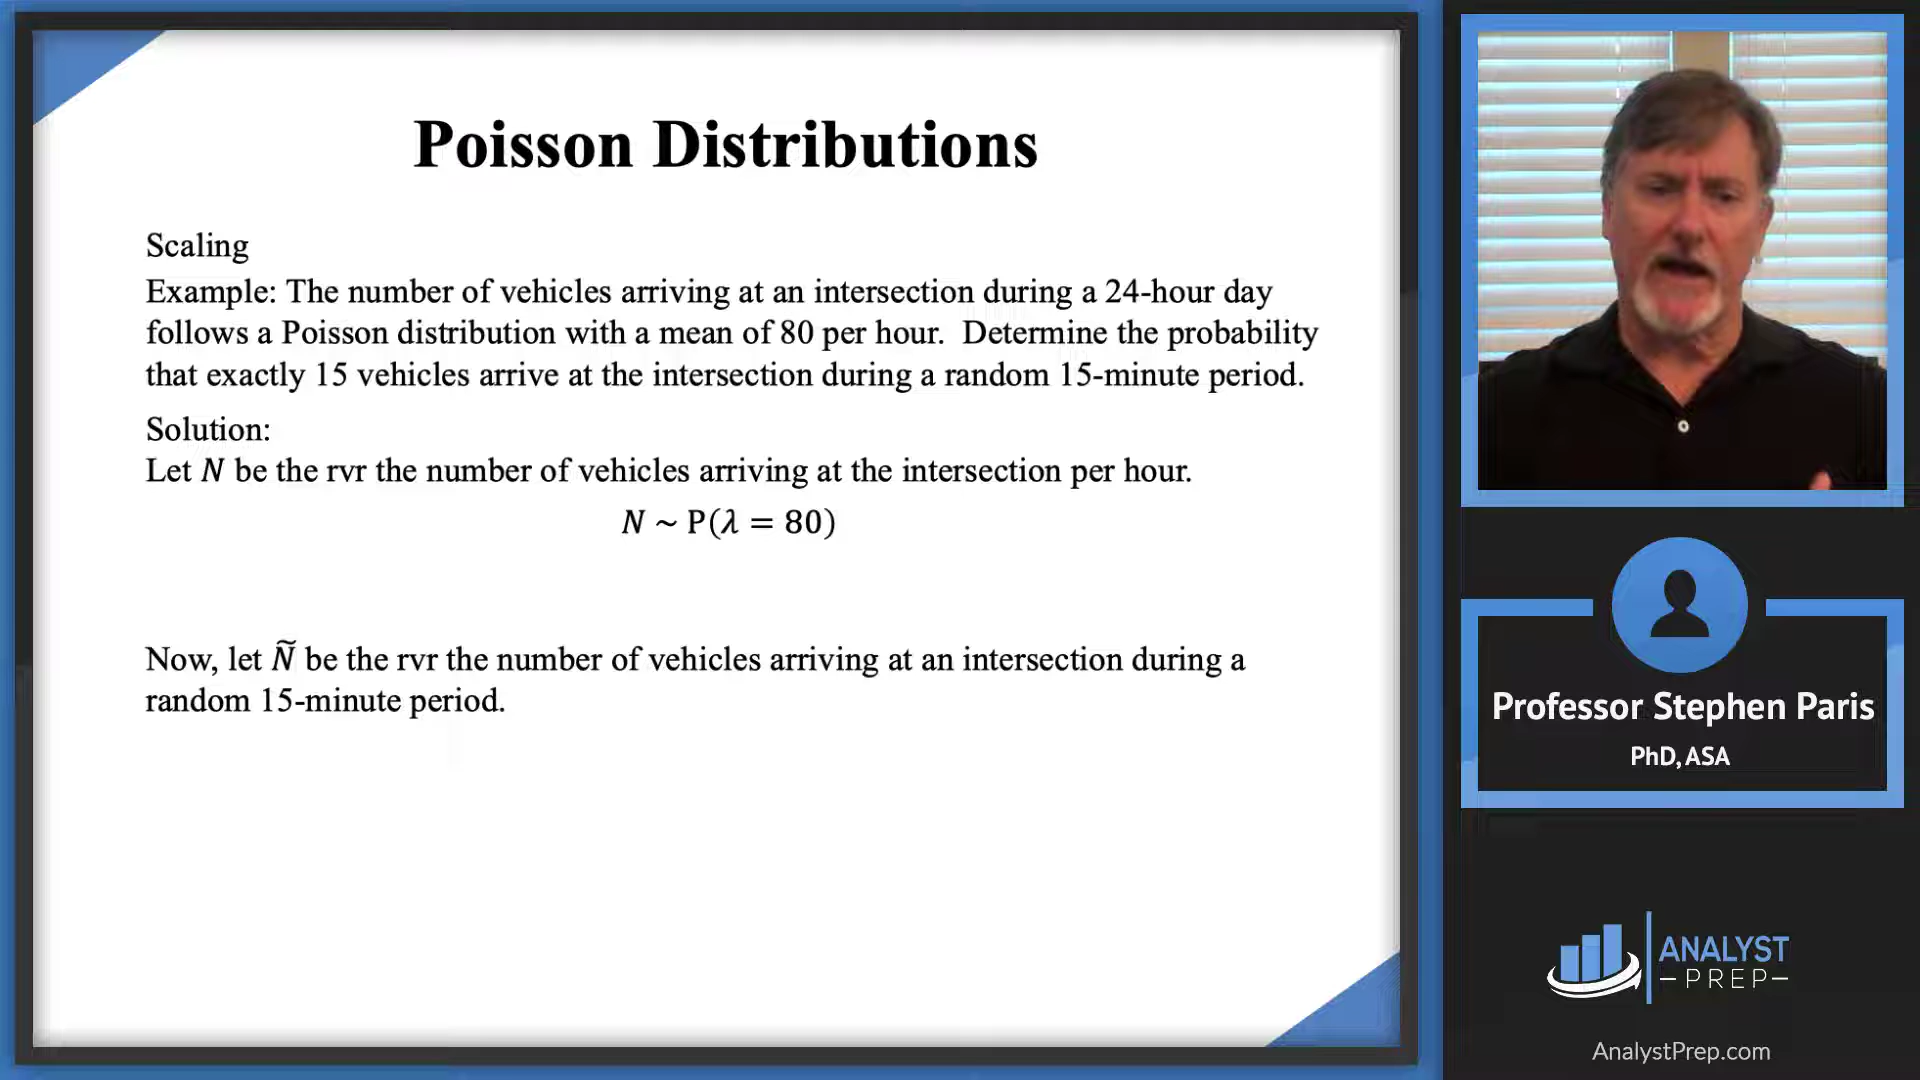 Poisson Distributions
Scaling
Example: The number of vehicles arriving at an intersection during a 24-hour day
follows a Poisson distribution with a mean of 80 per hour.  Determine the probability
that exactly 15 vehicles arrive at the intersection during a random 15-minute period.
Solution:
Let N be the rvr the number of vehicles arriving at the intersection per hour.
N ~ P(λ = 80)
Now, let Ñ be the rvr the number of vehicles arriving at an intersection during a
random 15-minute period.
Professor Stephen Paris
PhD, ASA
ANALYST
PREP
AnalystPrep.com